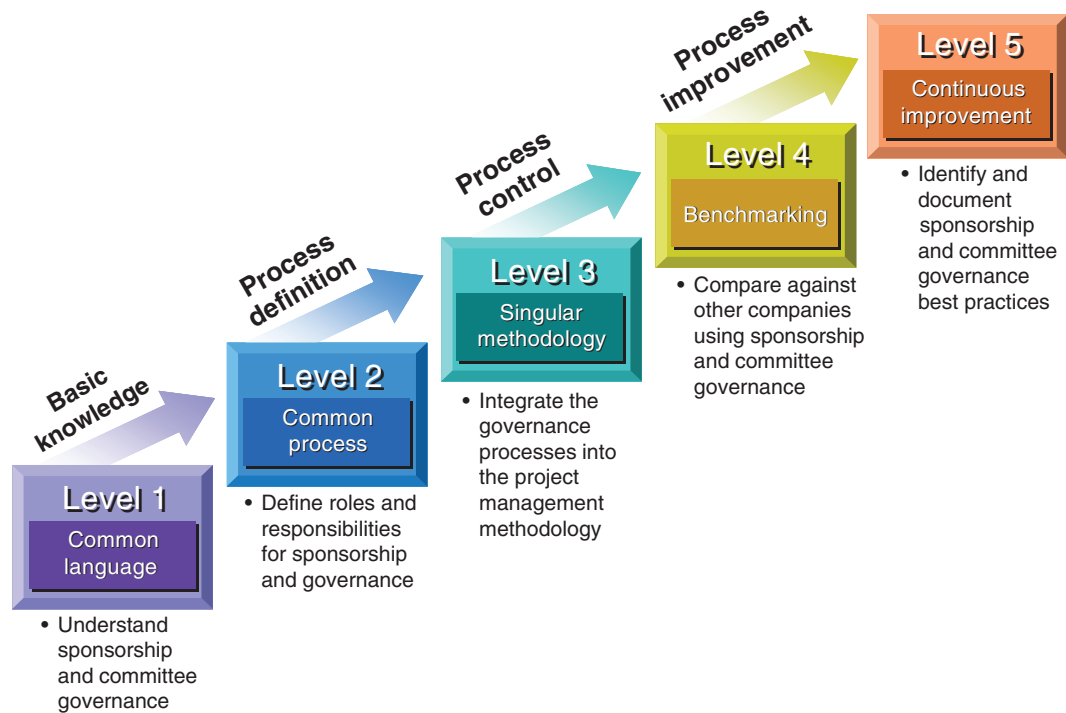 Basic
knowledge
Level 1
Common
language
• Understand
sponsorship
and committee
governance
Process
definition
Level 2
Common
process
• Define roles and
responsibilities
for sponsorship
and governance
Process
control
Level 3
Singular
methodology
• Integrate the
governance
processes into
the project
management
methodology
Process
improvement
Level 4
Benchmarking
• Compare against
other companies
using sponsorship
and committee
governance
Level 5
Continuous
improvement
• Identify and
document
sponsorship
and committee
governance
best practices